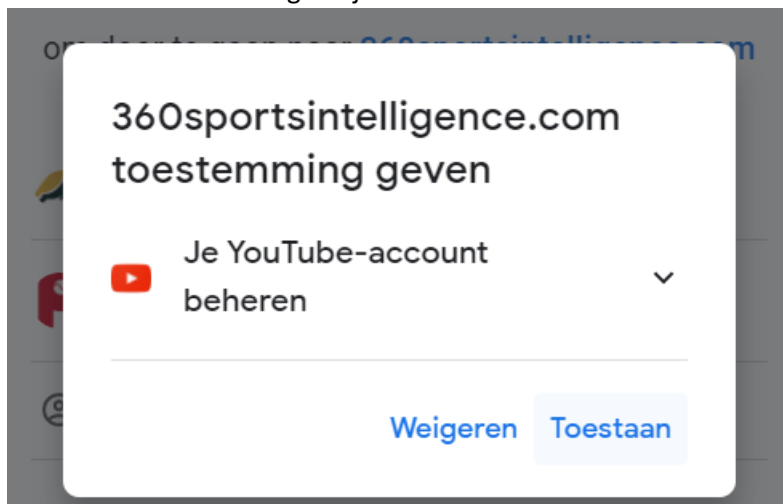 360sportsintelligence.com
toestemming geven
Je YouTube-account
beheren
Weigeren Toestaan